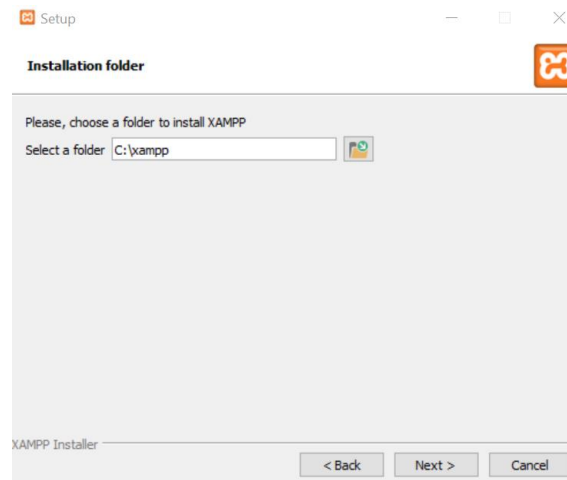 Setup
Installation folder
Please, choose a folder to install XAMPP
Select a folder C:\xampp
XAMPP Installer
< Back Next > Cancel